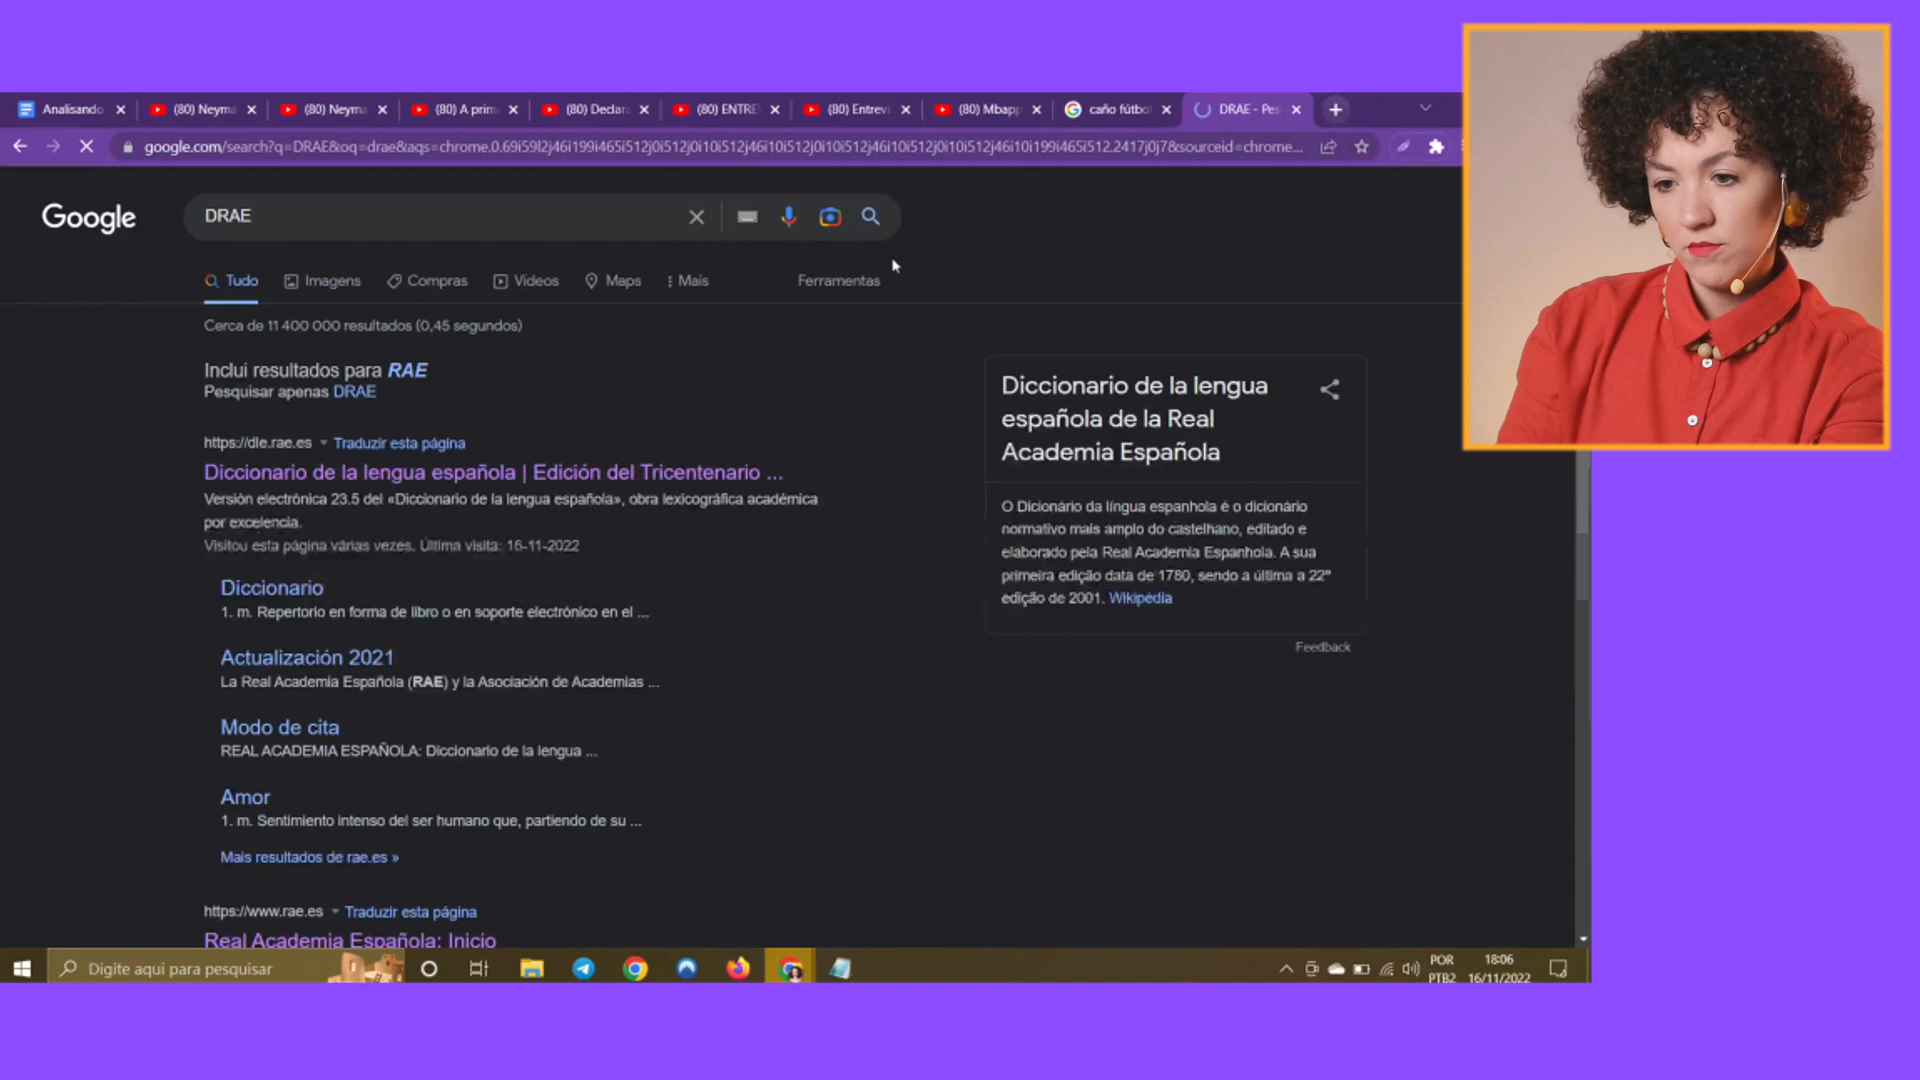 Analisando
(80) Neyma
(80) Neyma
(80) A prim
(80) Declara
(80) ENTRE
(80) Entrevi
(80) Mbapp
caño fútbol
DRAE - Pes
google.com/search?q=DRAE&oq=drae&aqs=chrome.0.69i59l2j46i199i465i512j0i512j0i10i512j46i10i512j0i10i512j46i10i512j0i10i512j46i10i199i465i512.2417j0j7&sourceid=chrome...
Google
DRAE
Tudo
Imagens
Compras
Vídeos
Maps
Mais
Ferramentas
Cerca de 11 400 000 resultados (0,45 segundos)
Inclui resultados para RAE
Pesquisar apenas DRAE
https://dle.rae.es Traduzir esta página
Diccionario de la lengua española | Edición del Tricentenario ...
Versión electrónica 23.5 del «Diccionario de la lengua española», obra lexicográfica académica
por excelencia.
Visitou esta página várias vezes. Última visita: 16-11-2022
Diccionario
1. m. Repertorio en forma de libro o en soporte electrónico en el ...
Actualización 2021
La Real Academia Española (RAE) y la Asociación de Academias ...
Modo de cita
REAL ACADEMIA ESPAÑOLA: Diccionario de la lengua ...
Amor
1. m. Sentimiento intenso del ser humano que, partiendo de su ...
Mais resultados de rae.es »
https://www.rae.es Traduzir esta página
Real Academia Española: Inicio
Diccionario de la lengua
española de la Real
Academia Española
O Dicionário da língua espanhola é o dicionário
normativo mais amplo do castelhano, editado e
elaborado pela Real Academia Espanhola. A sua
primeira edição data de 1780, sendo a última a 22ª
edição de 2001. Wikipédia
Feedback
Digite aqui para pesquisar
POR
PTB2
18:06
16/11/2022